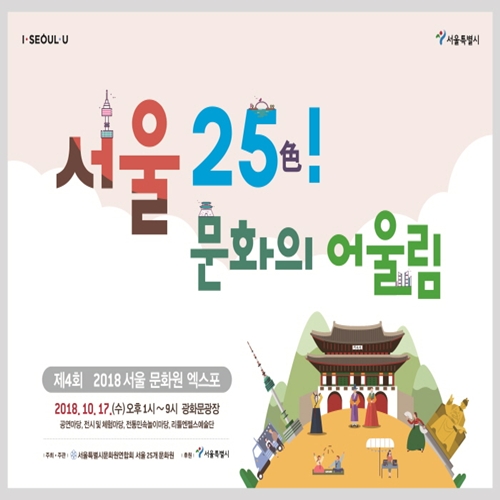 I·SEOUL·U
서울특별시
서울 25色!
문화의 어울림
제4회 2018 서울 문화원 엑스포
2018. 10. 17.(수) 오후 1시~9시 광화문광장
공연마당, 전시 및 체험마당, 전통민속놀이마당, 리틀엔젤스예술단
주최·주관 : 서울특별시문화원연합회 서울 25개 문화원 후원 : 서울특별시